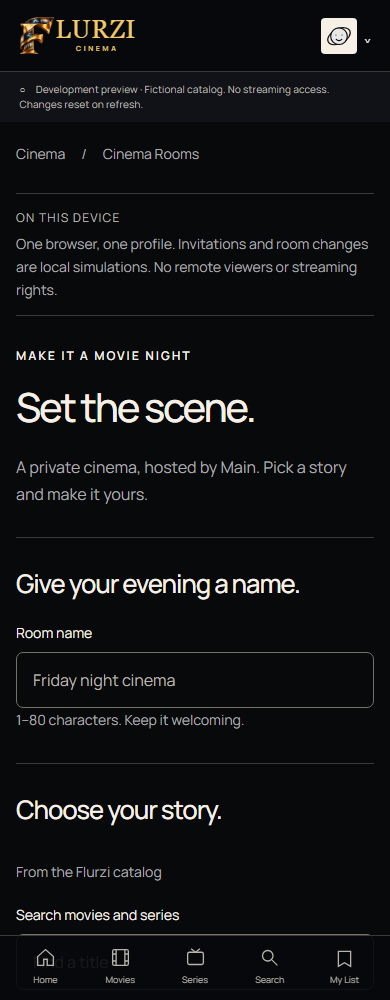 FLURZI
CINEMA
Development preview · Fictional catalog. No streaming access.
Changes reset on refresh.
Cinema / Cinema Rooms
ON THIS DEVICE
One browser, one profile. Invitations and room changes
are local simulations. No remote viewers or streaming
rights.
MAKE IT A MOVIE NIGHT
Set the scene.
A private cinema, hosted by Main. Pick a story
and make it yours.
Give your evening a name.
Room name
Friday night cinema
1–80 characters. Keep it welcoming.
Choose your story.
From the Flurzi catalog
Search movies and series
a title
Home Movies Series Search My List